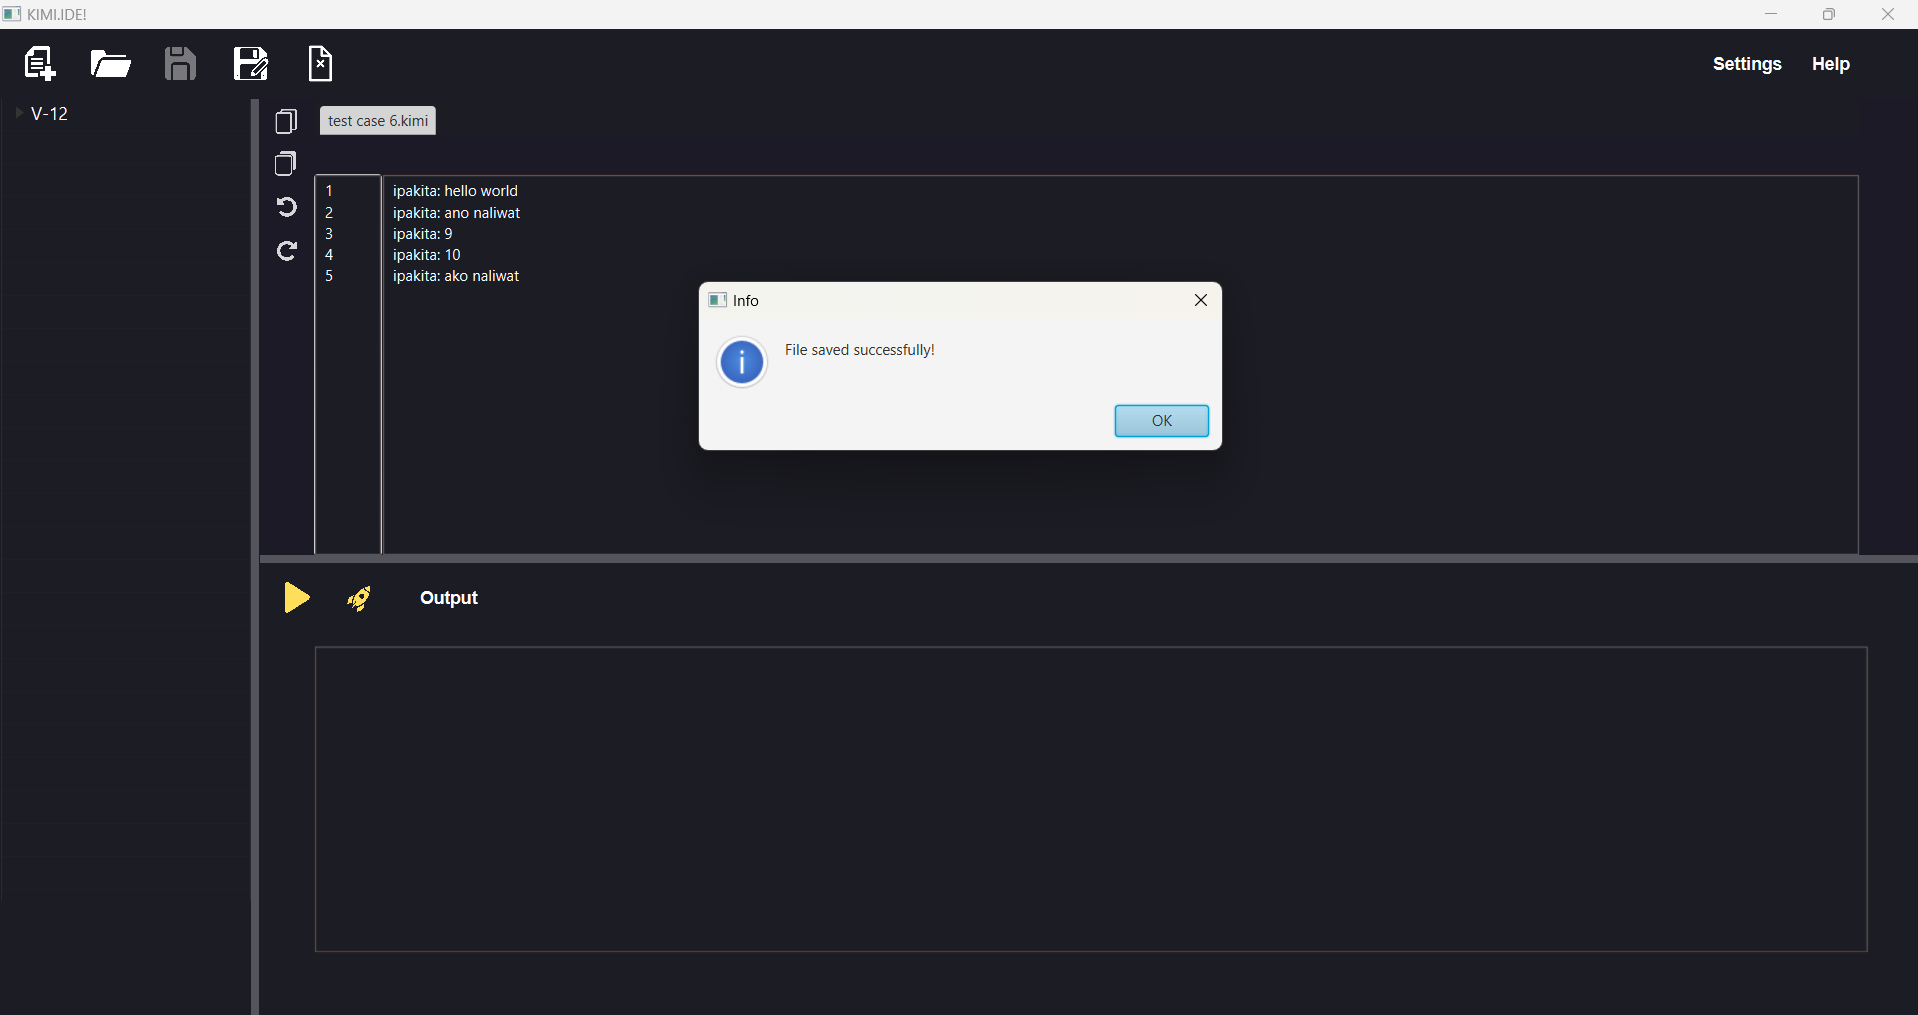 KIMI.IDE!
Settings Help
V-12
test case 6.kimi
1 ipakita: hello world
2 ipakita: ano naliwat
3 ipakita: 9
4 ipakita: 10
5 ipakita: ako naliwat
Info
File saved successfully!
OK
Output